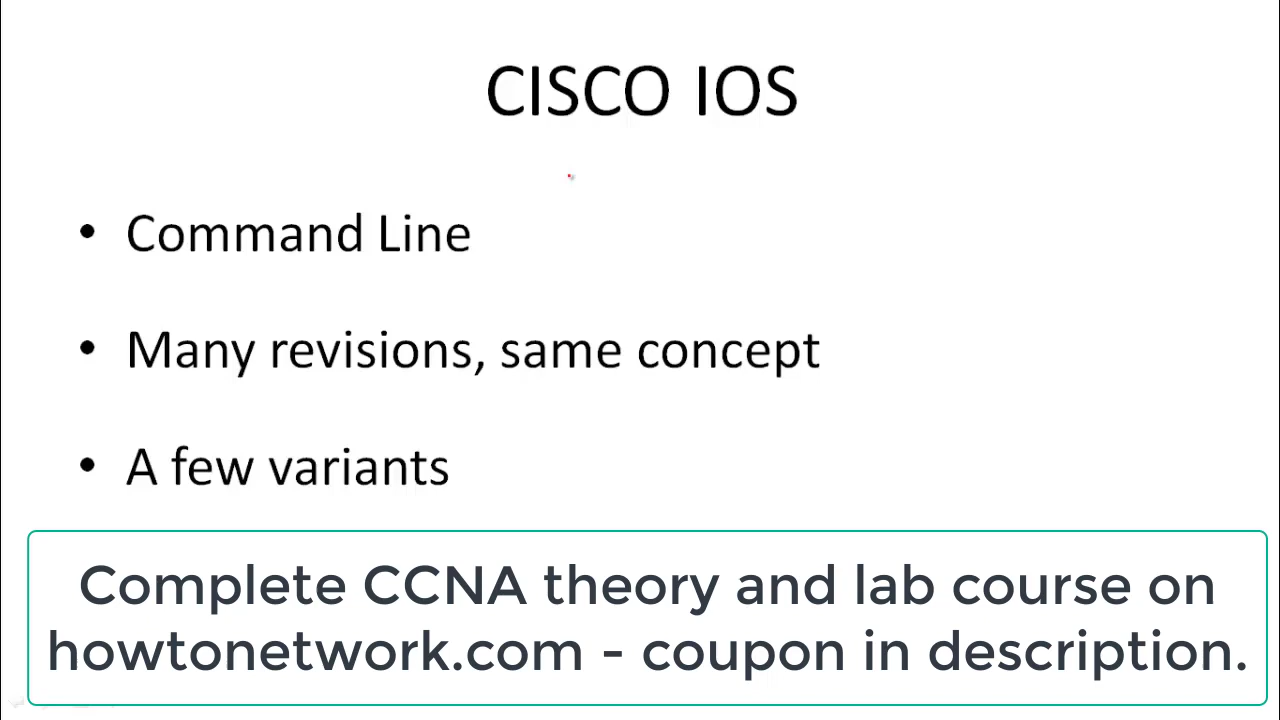 CISCO IOS
• Command Line
• Many revisions, same concept
• A few variants
Complete CCNA theory and lab course on
howtonetwork.com - coupon in description.